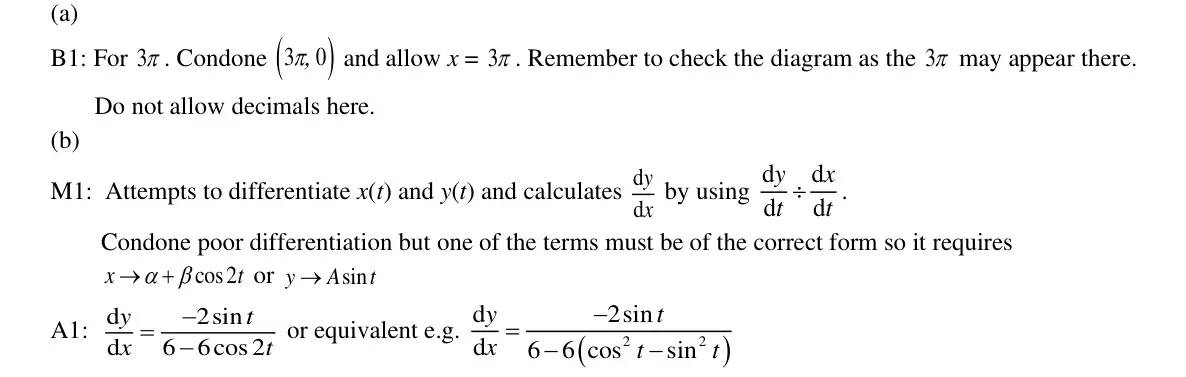 (a)
B1: For 3π . Condone (3π, 0) and allow x = 3π . Remember to check the diagram as the 3π may appear there.
Do not allow decimals here.
(b)
M1: Attempts to differentiate x(t) and y(t) and calculates dy/dx by using dy/dt ÷ dx/dt .
Condone poor differentiation but one of the terms must be of the correct form so it requires
x → α + β cos 2t or y → A sin t
A1: dy/dx = −2 sin t / (6 − 6 cos 2t) or equivalent e.g. dy/dx = −2 sin t / (6 − 6(cos² t − sin² t))